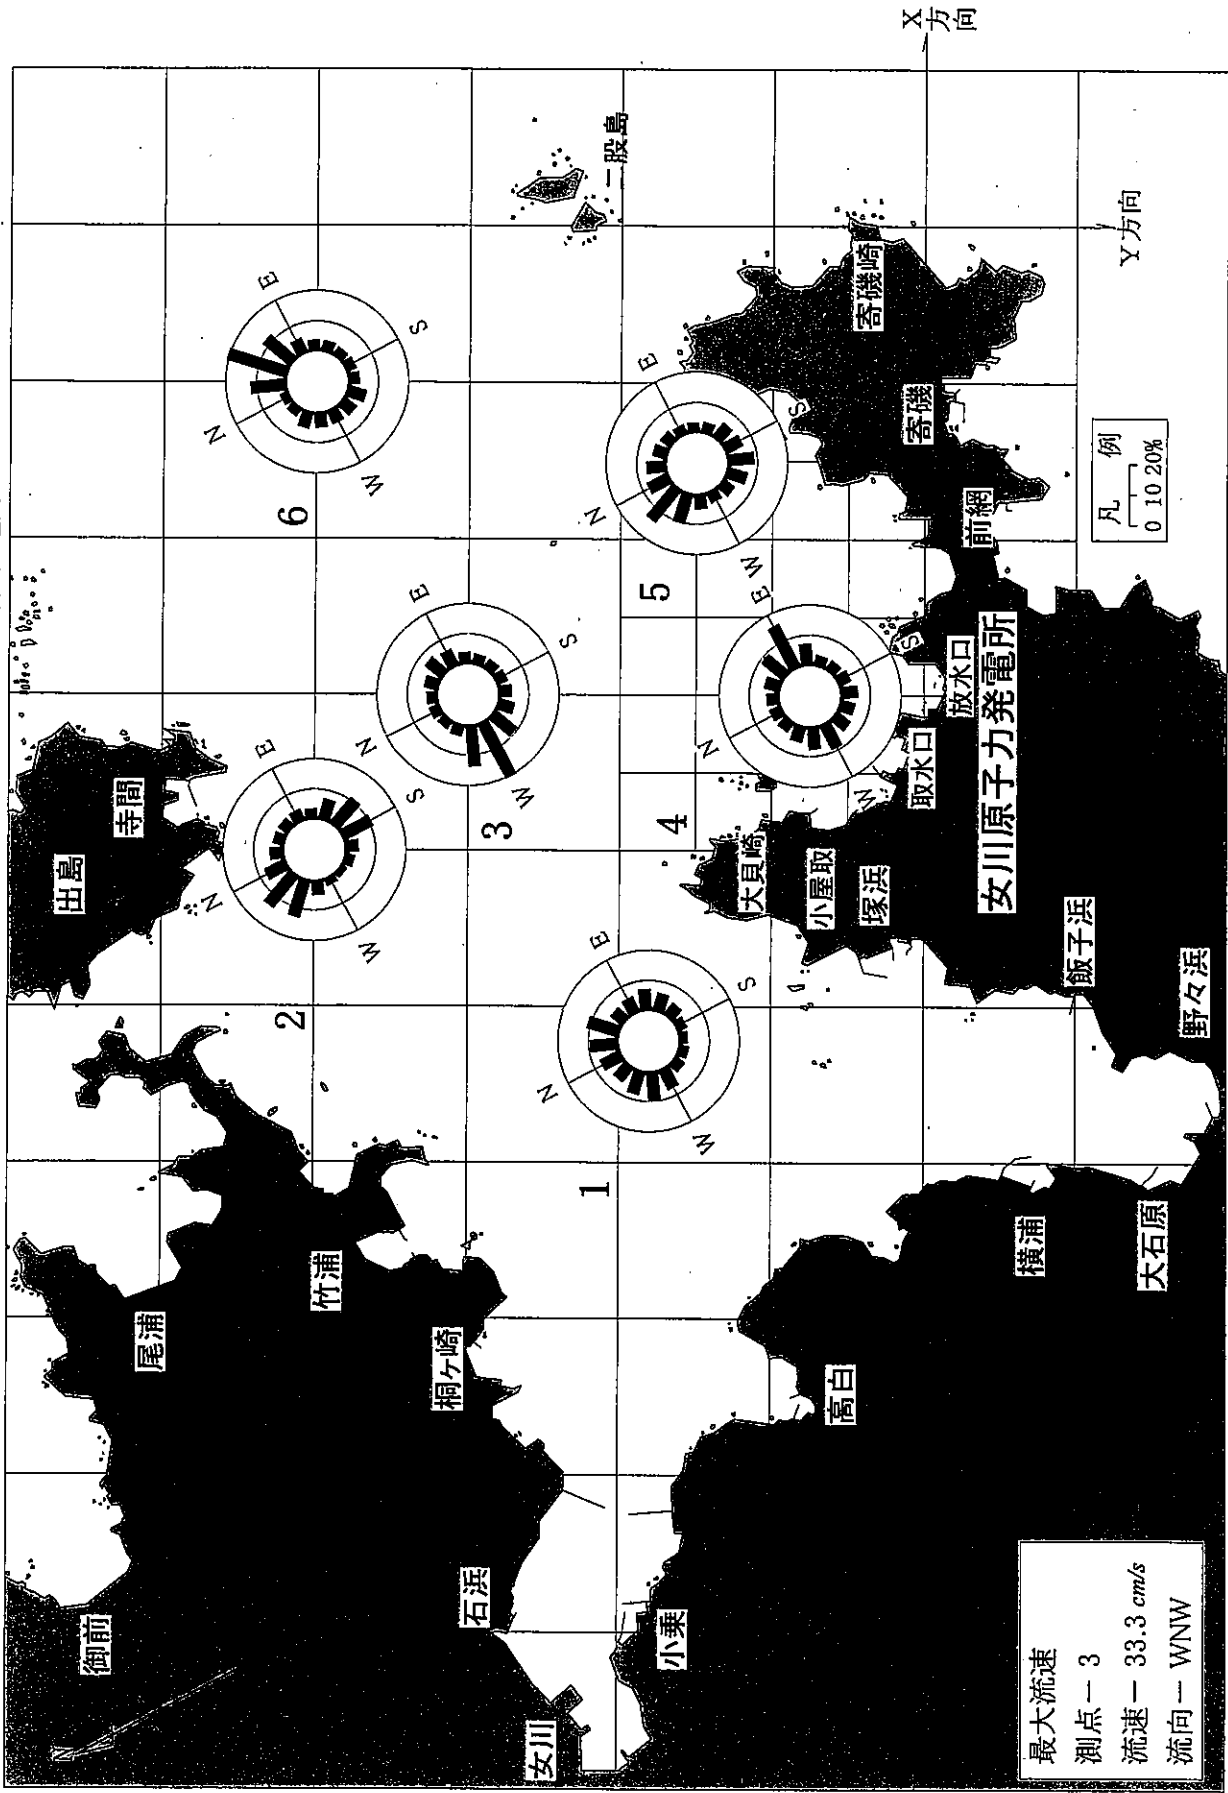 出島
寺間
尾浦
御前
竹浦
桐ヶ崎
石浜
女川
小乗
高白
横浦
大石原
野々浜
飯子浜
塚浜
小屋取
大貝崎
取水口
放水口
女川原子力発電所
前網
寄磯
寄磯崎
二股島
X
方向
Y方向
1
N
E
S
W
2
N
E
S
W
3
N
E
S
W
4
N
E
S
W
5
N
E
S
W
6
N
E
S
W
凡 例
0 10 20%
最大流速
測点ー 3
流速ー 33.3 cm/s
流向ー WNW